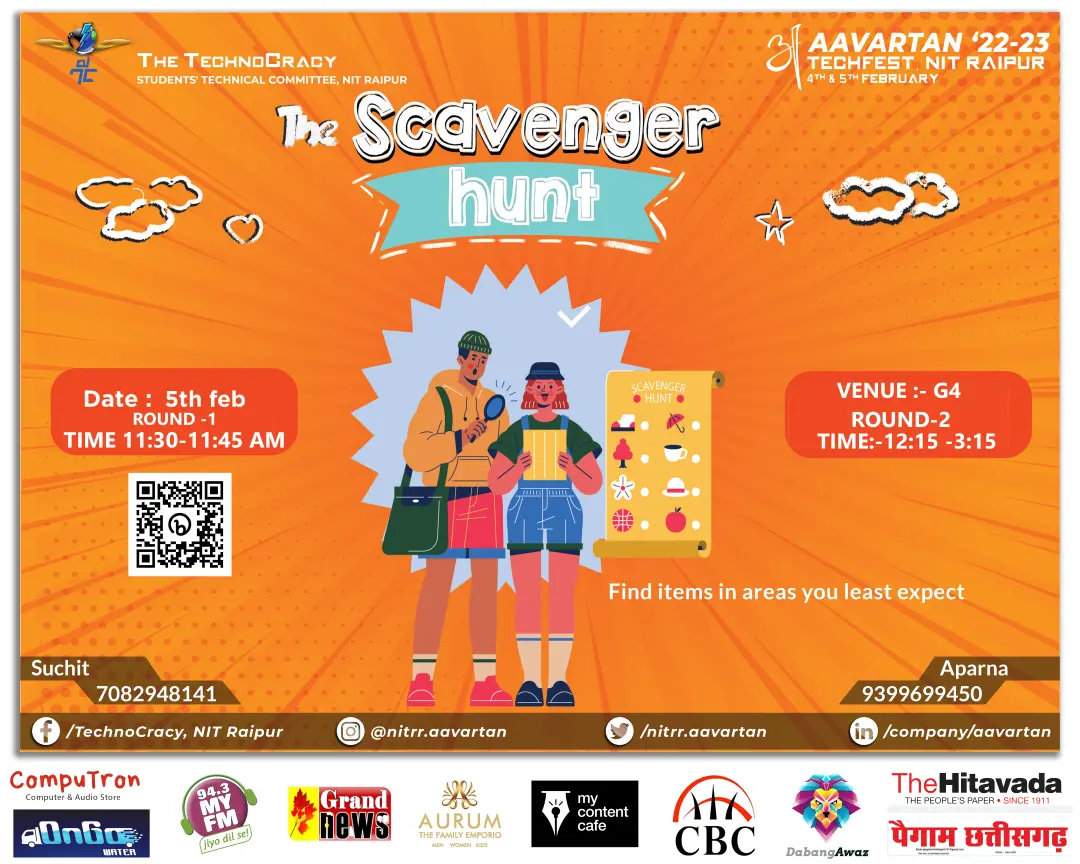 The TechnoCracy
STUDENTS' TECHNICAL COMMITTEE, NIT RAIPUR
AAVARTAN ‘22-23
TECHFEST, NIT RAIPUR
4TH & 5TH FEBRUARY
The Scavenger
hunt
Date : 5th feb
ROUND -1
TIME 11:30-11:45 AM
SCAVENGER
HUNT
VENUE :- G4
ROUND-2
TIME:-12:15 -3:15
Find items in areas you least expect
Suchit
7082948141
Aparna
9399699450
/TechnoCracy, NIT Raipur
@nitrr.aavartan
/nitrr.aavartan
/company/aavartan
CompuTron
Computer & Audio Store
OnGo
WATER
94.3
MY
FM
jiyo dil se!
Grand
news
AURUM
THE FAMILY EMPORIO
MEN WOMEN KIDS
my
content
cafe
CBC
DabangAwaz
TheHitavada
THE PEOPLE'S PAPER • SINCE 1911
पैगाम छत्तीसगढ़